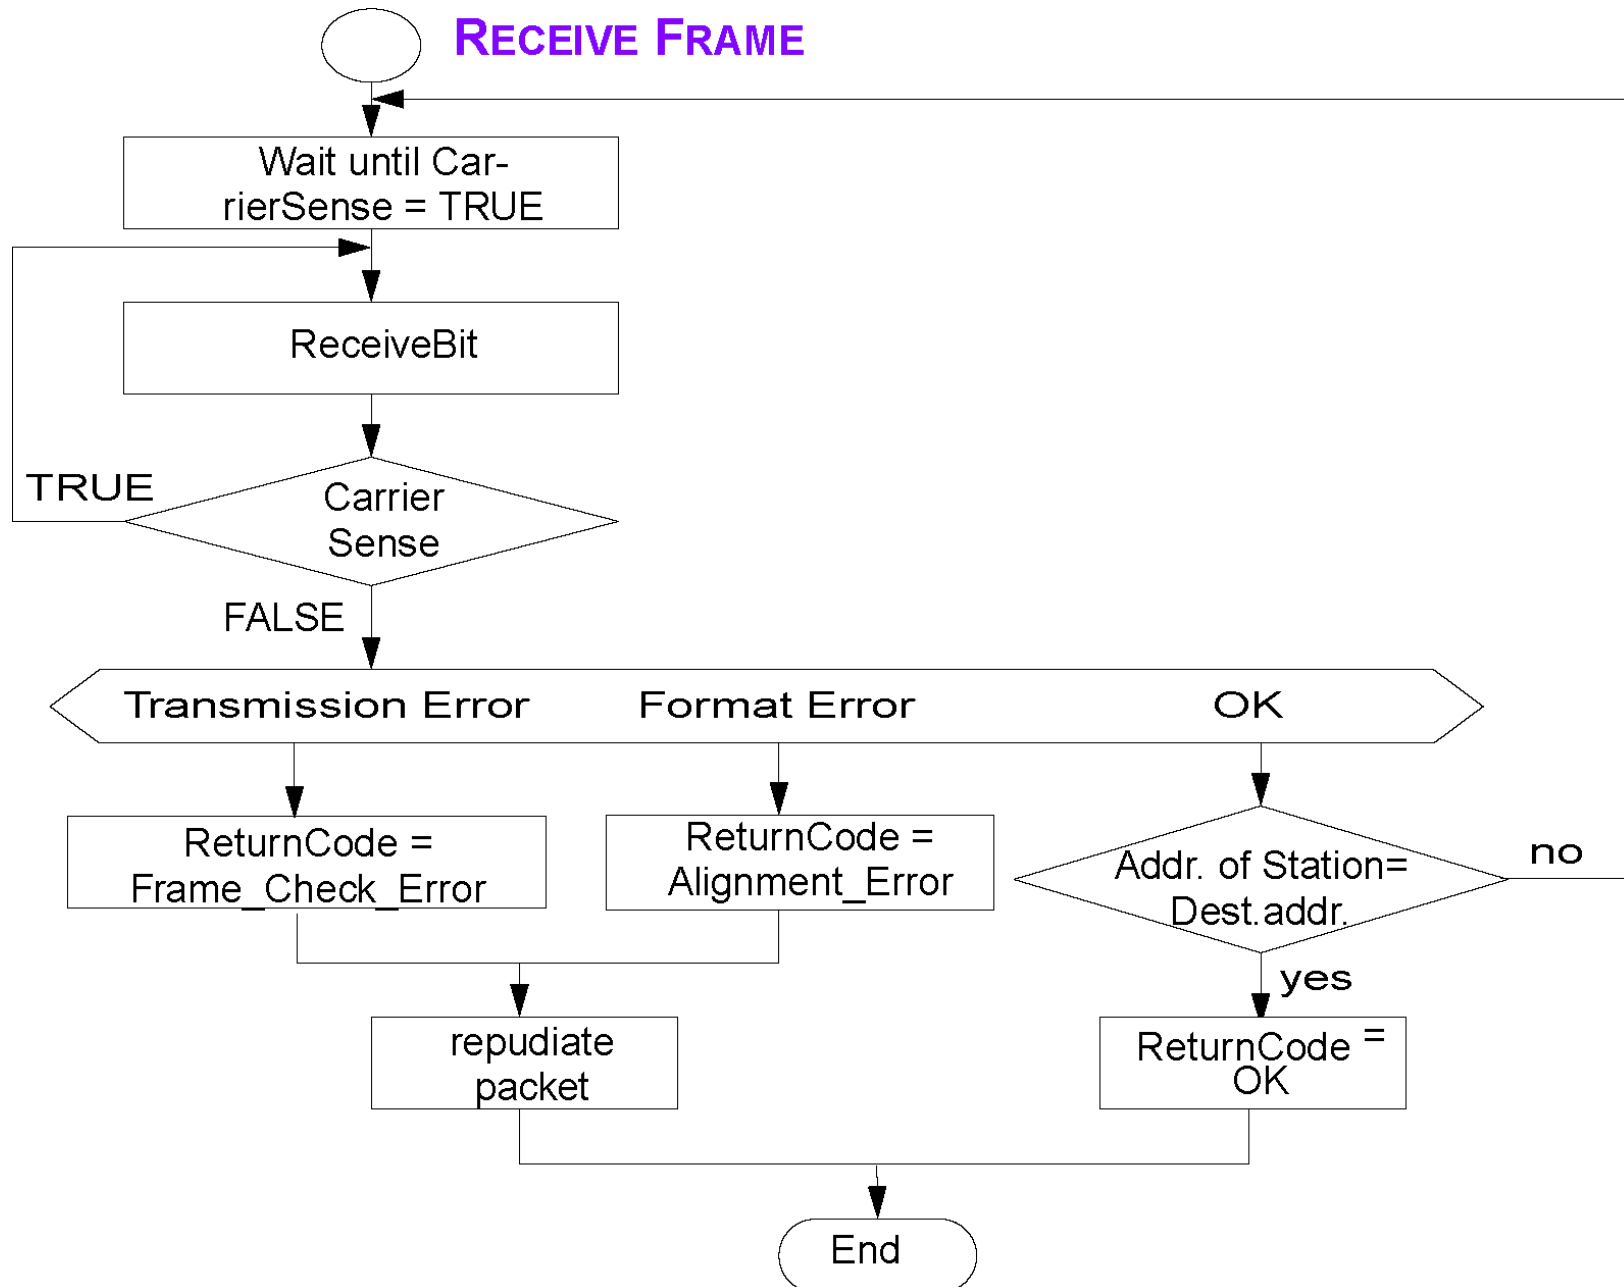 RECEIVE FRAME
Wait until Car-
rierSense = TRUE
ReceiveBit
TRUE
Carrier
Sense
FALSE
Transmission Error
Format Error
OK
ReturnCode =
Frame_Check_Error
ReturnCode =
Alignment_Error
Addr. of Station=
Dest.addr.
no
yes
repudiate
packet
ReturnCode =
OK
End